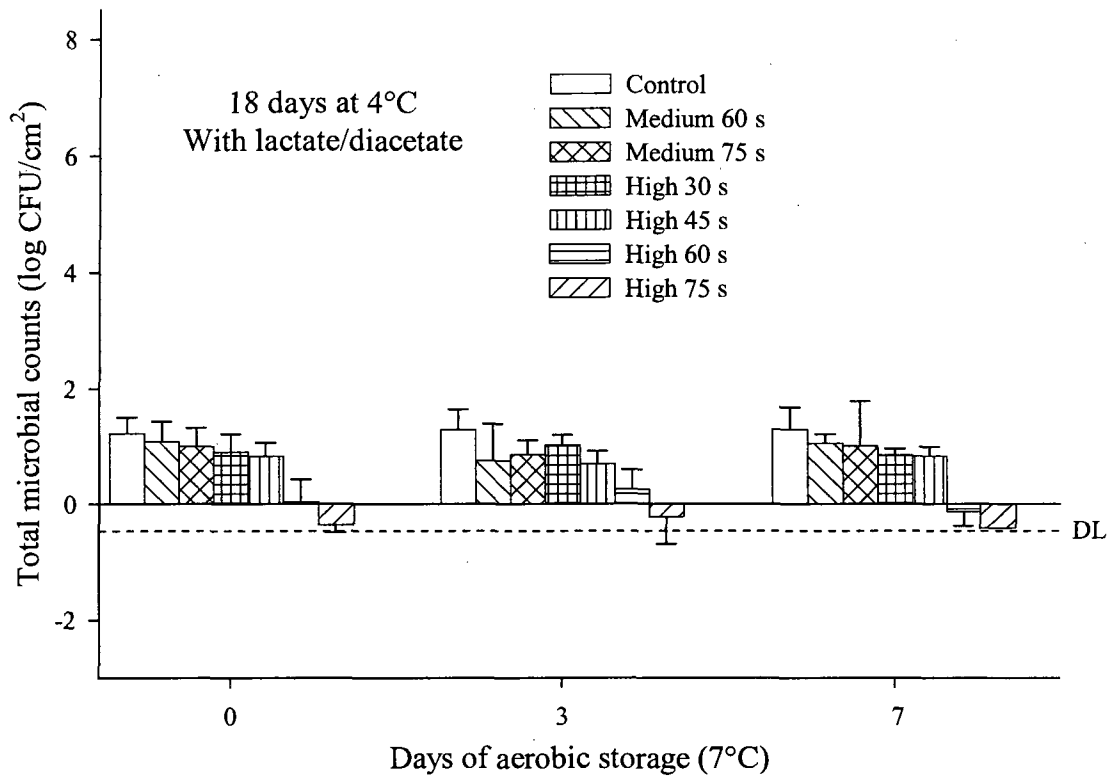 Total microbial counts (log CFU/cm²)
8
6
4
2
0
-2
18 days at 4°C
With lactate/diacetate
Control
Medium 60 s
Medium 75 s
High 30 s
High 45 s
High 60 s
High 75 s
DL
0
3
7
Days of aerobic storage (7°C)